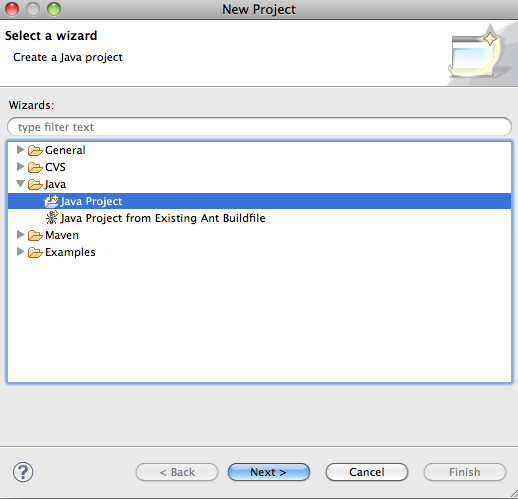 New Project
Select a wizard
Create a Java project
Wizards:
type filter text
General
CVS
Java
Java Project
Java Project from Existing Ant Buildfile
Maven
Examples
?
< Back
Next >
Cancel
Finish